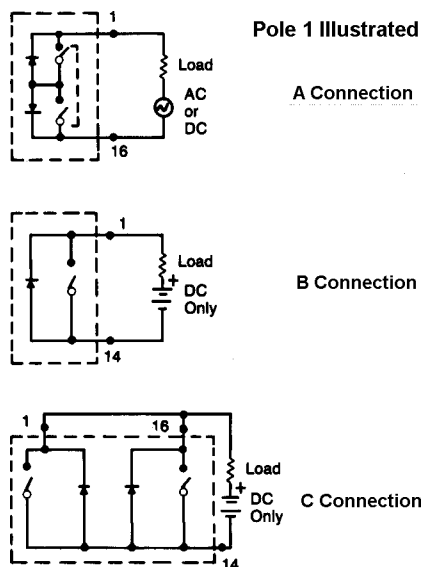 1
Pole 1 Illustrated
Load
AC
or
DC
A Connection
16
1
Load
+
DC
Only
B Connection
14
1
16
Load
+
DC
Only
C Connection
14